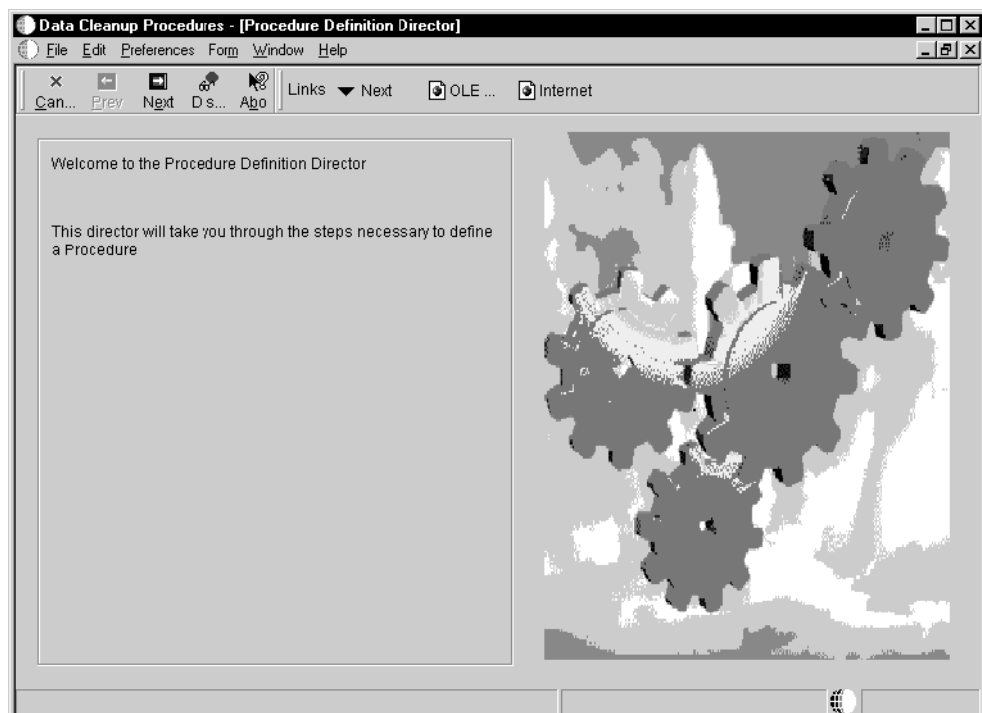 Data Cleanup Procedures - [Procedure Definition Director]
File Edit Preferences Form Window Help
Can... Prev Next Dis... Abo Links Next OLE ... Internet
Welcome to the Procedure Definition Director
This director will take you through the steps necessary to define
a Procedure